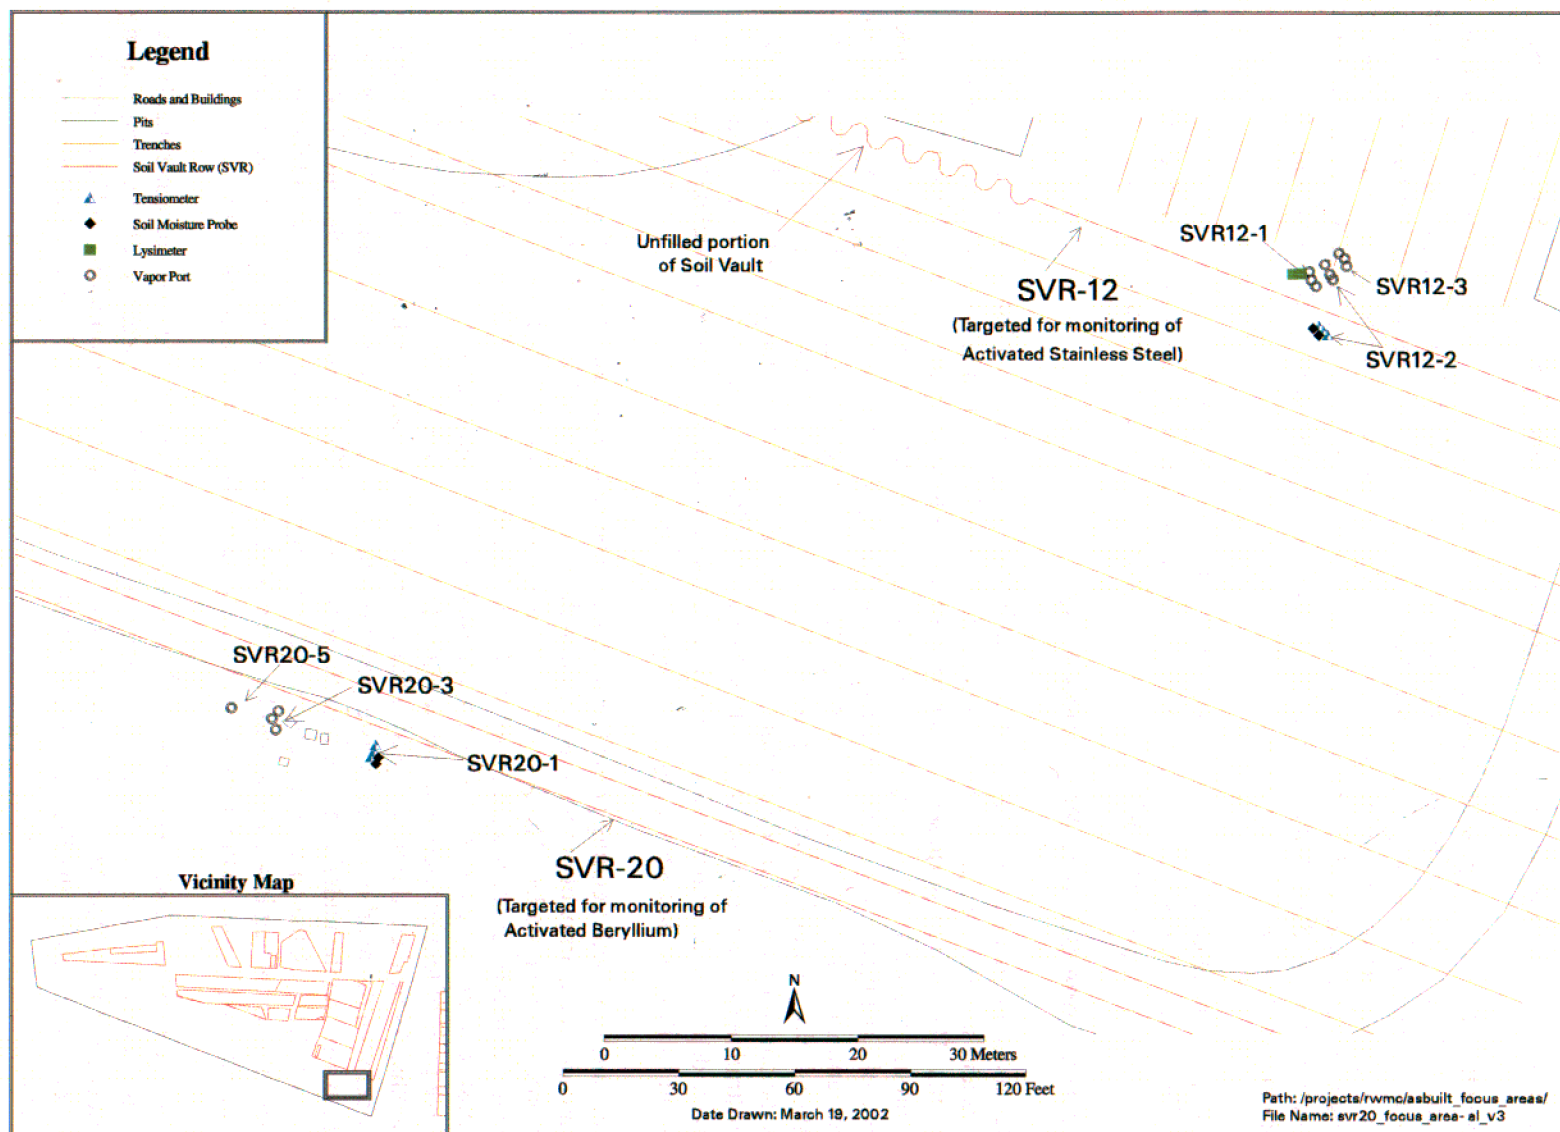 Legend
Roads and Buildings
Pits
Trenches
Soil Vault Row (SVR)
Tensiometer
Soil Moisture Probe
Lysimeter
Vapor Port
Unfilled portion
of Soil Vault
SVR-12
(Targeted for monitoring of
Activated Stainless Steel)
SVR12-1
SVR12-3
SVR12-2
SVR20-5
SVR20-3
SVR20-1
SVR-20
(Targeted for monitoring of
Activated Beryllium)
Vicinity Map
N
0 10 20 30 Meters
0 30 60 90 120 Feet
Date Drawn: March 19, 2002
Path: /projects/rwmc/asbuilt_focus_areas/
File Name: svr20_focus_area-al_v3